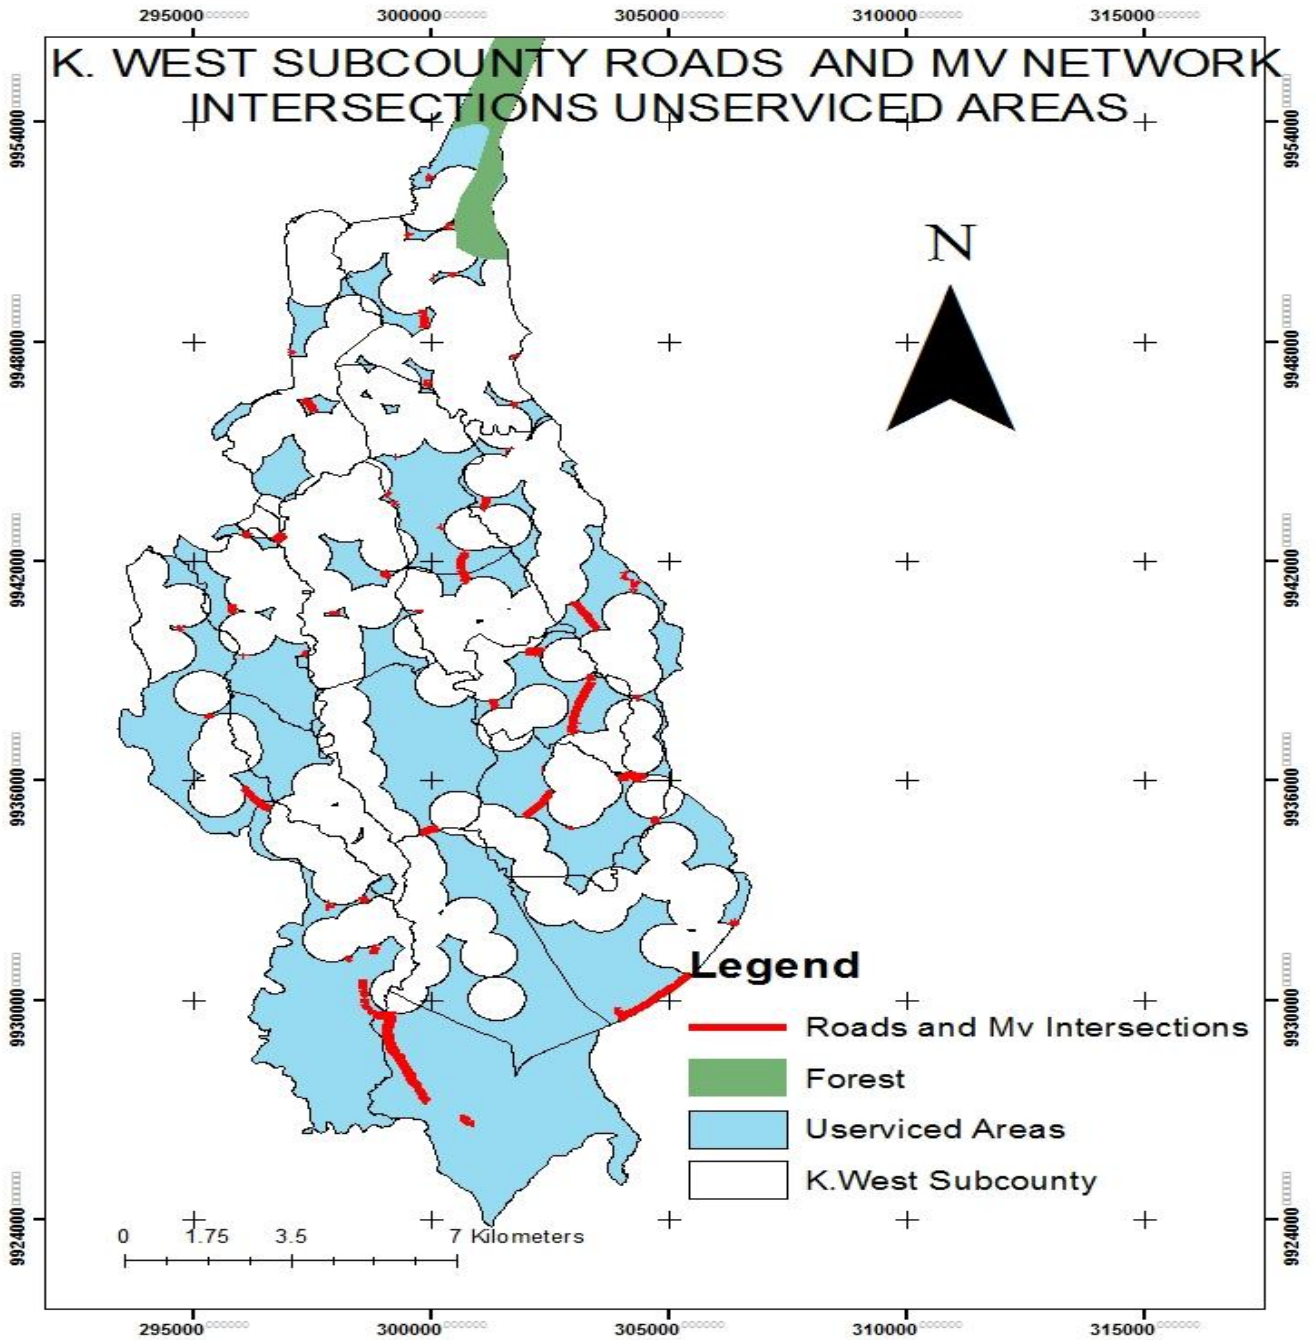 295000 300000 305000 310000 315000
K. WEST SUBCOUNTY ROADS AND MV NETWORK
INTERSECTIONS UNSERVICED AREAS
9954000 9954000
N
9948000 9948000
9942000 9942000
9936000 9936000
Legend
9930000 9930000
Roads and Mv Intersections
Forest
Userviced Areas
K.West Subcounty
9924000 9924000
0 1.75 3.5 7 Kilometers
295000 300000 305000 310000 315000